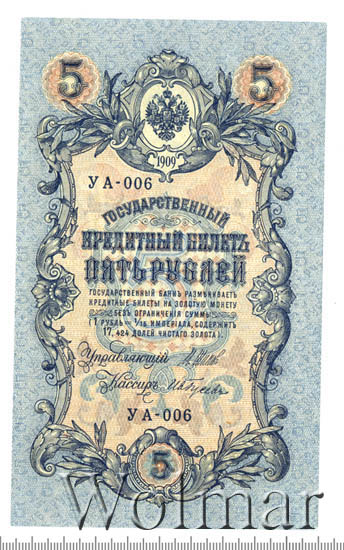 5 5
1909
УА-006
ГОСУДАРСТВЕННЫЙ
КРЕДИТНЫЙ БИЛЕТЪ
ПЯТЬ РУБЛЕЙ
ГОСУДАРСТВЕННЫЙ БАНКЪ РАЗМѢНИВАЕТЪ
КРЕДИТНЫЕ БИЛЕТЫ НА ЗОЛОТУЮ МОНЕТУ
БЕЗЪ ОГРАНИЧЕНІЯ СУММЫ
(1 РУБЛЬ = 1/15 ИМПЕРІАЛА, СОДЕРЖИТЪ
17,424 ДОЛЕЙ ЧИСТАГО ЗОЛОТА).
Управляющій
Кассиръ
УА-006
5
Wolmar